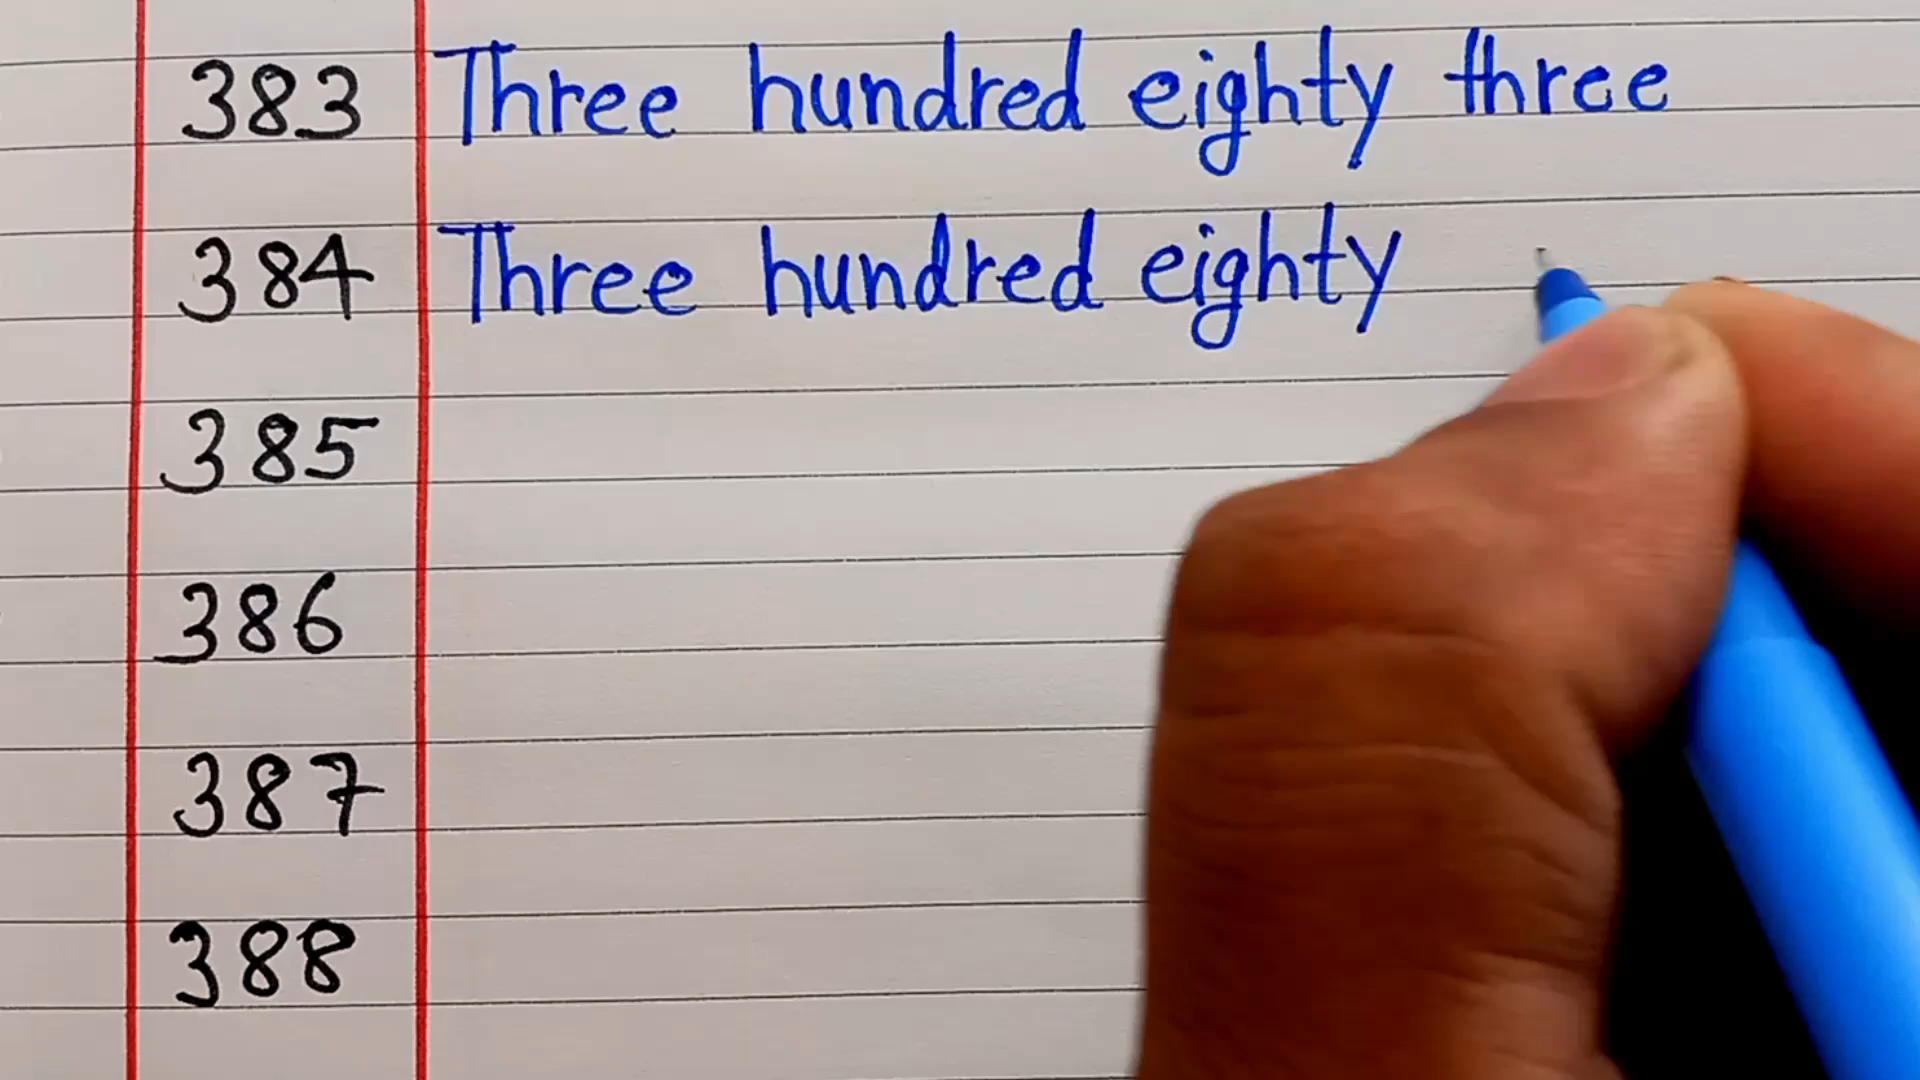 383 Three hundred eighty three
384 Three hundred eighty
385
386
387
388